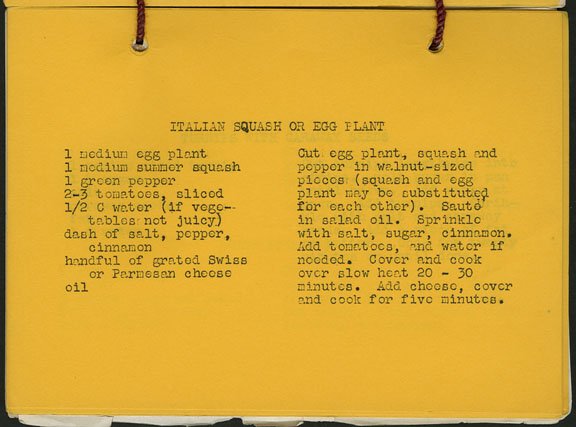 ITALIAN SQUASH OR EGG PLANT
1 medium egg plant
1 medium summer squash
1 green pepper
2-3 tomatoes, sliced
1/2 C water (if vege--
tables not juicy)
dash of salt, pepper,
cinnamon
handful of grated Swiss
or Parmesan cheese
oil
Cut egg plant, squash and
pepper in walnut-sized
pieces (squash and egg
plant may be substituted
for each other). Sauté
in salad oil. Sprinkle
with salt, sugar, cinnamon.
Add tomatoes, and water if
needed. Cover and cook
over slow heat 20 - 30
minutes. Add cheese, cover
and cook for five minutes.